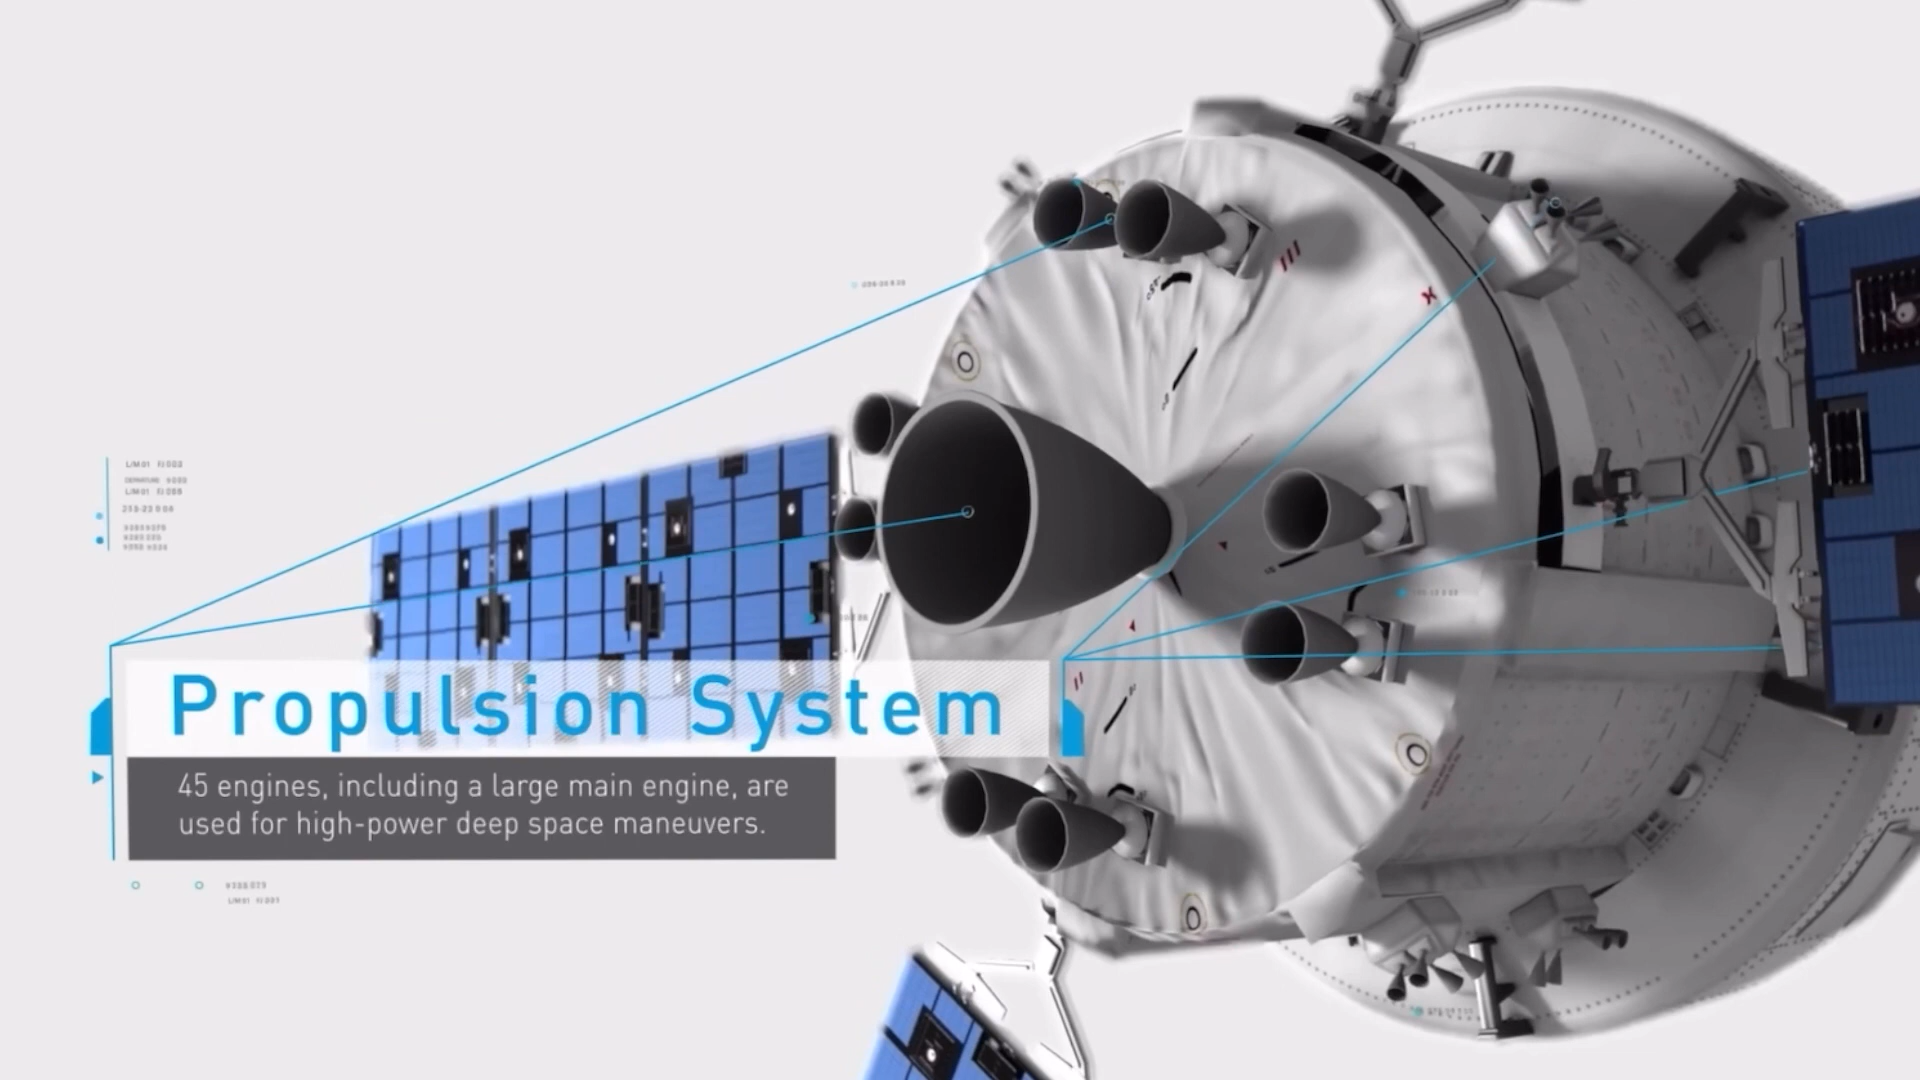 Propulsion System
45 engines, including a large main engine, are
used for high-power deep space maneuvers.